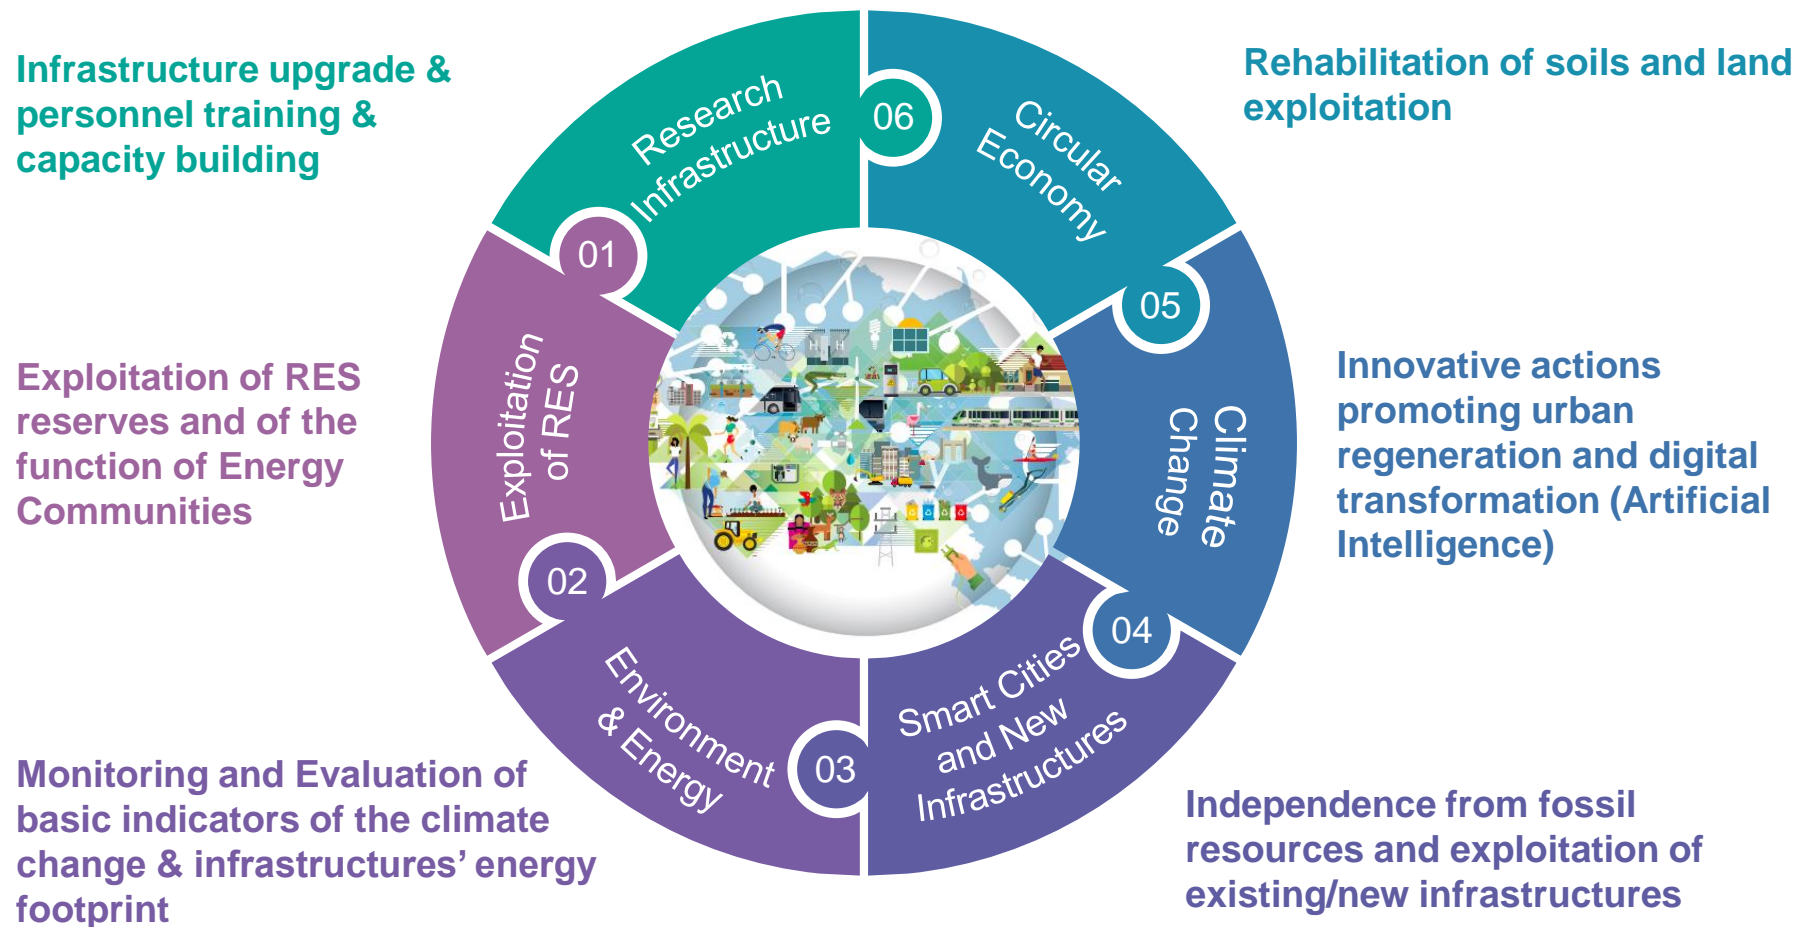 Infrastructure upgrade &
personnel training &
capacity building
Research
Infrastructure
06
Circular
Economy
Rehabilitation of soils and land
exploitation
01
05
Exploitation of RES
reserves and of the
function of Energy
Communities
Exploitation
of RES
Climate
Change
Innovative actions
promoting urban
regeneration and digital
transformation (Artificial
Intelligence)
02
04
Environment
& Energy
03
Smart Cities
and New
Infrastructures
Monitoring and Evaluation of
basic indicators of the climate
change & infrastructures’ energy
footprint
Independence from fossil
resources and exploitation of
existing/new infrastructures